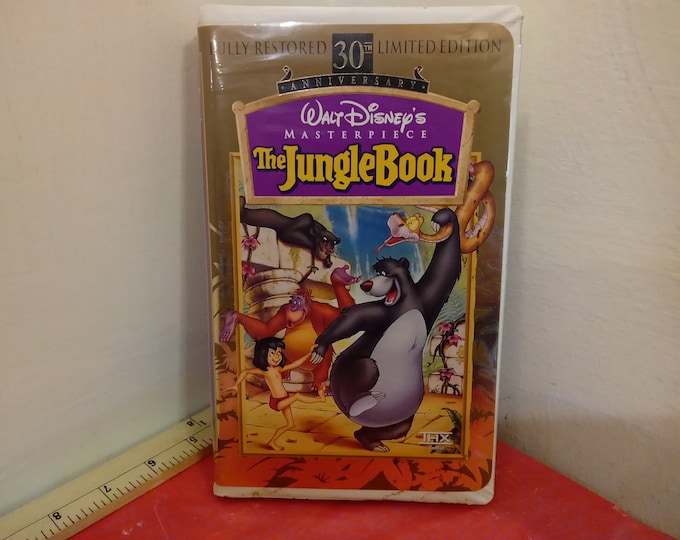 FULLY RESTORED 30TH LIMITED EDITION
ANNIVERSARY
WALT DISNEY'S
MASTERPIECE
The JUNGLE BOOK
THX
8 7 6 5